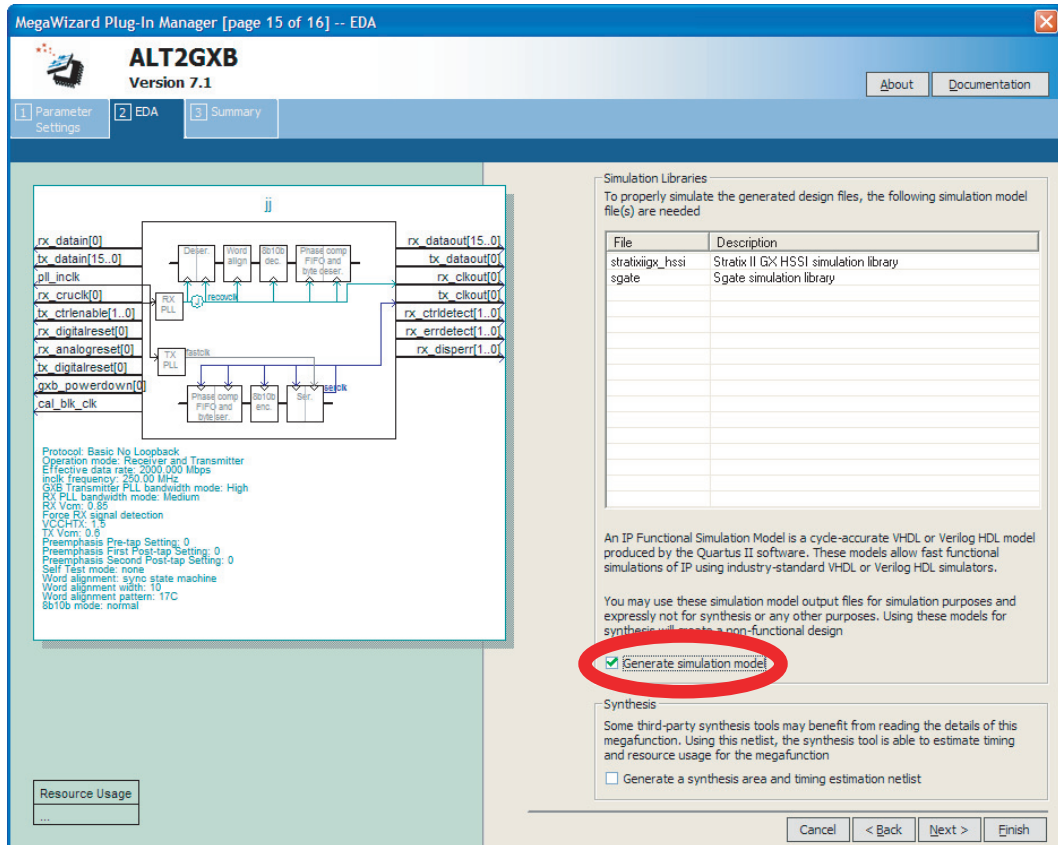 MegaWizard Plug-In Manager [page 15 of 16] -- EDA
ALT2GXB
Version 7.1
About
Documentation
1 Parameter Settings
2 EDA
3 Summary
jj
rx_datain[0]
tx_datain[15..0]
pll_inclk
rx_cruclk[0]
tx_ctrlenable[1..0]
rx_digitalreset[0]
rx_analogreset[0]
tx_digitalreset[0]
gxb_powerdown[0]
cal_blk_clk
Deser.
Word align
8b10b dec.
Phase comp FIFO and byte deser.
RX PLL
recovclk
TX PLL
fastclk
Phase comp FIFO and byte ser.
8b10b enc.
Ser.
serclk
rx_dataout[15..0]
tx_dataout[0]
rx_clkout[0]
tx_clkout[0]
rx_ctrldetect[1..0]
rx_errdetect[1..0]
rx_disperr[1..0]
Protocol: Basic No Loopback
Operation mode: Receiver and Transmitter
Effective data rate: 2000.000 Mbps
inclk frequency: 250.00 MHz
GXB Transmitter PLL bandwidth mode: High
RX PLL bandwidth mode: Medium
RX Vcm: 0.85
Force RX signal detection
VCCHTX: 1.5
TX Vcm: 0.6
Preemphasis Pre-tap Setting: 0
Preemphasis First Post-tap Setting: 0
Preemphasis Second Post-tap Setting: 0
Self Test mode: none
Word alignment: sync state machine
Word alignment width: 10
Word alignment pattern: 17C
8b10b mode: normal
Resource Usage
...
Simulation Libraries
To properly simulate the generated design files, the following simulation model
file(s) are needed
File Description
stratixiigx_hssi Stratix II GX HSSI simulation library
sgate Sgate simulation library
An IP Functional Simulation Model is a cycle-accurate VHDL or Verilog HDL model
produced by the Quartus II software. These models allow fast functional
simulations of IP using industry-standard VHDL or Verilog HDL simulators.
You may use these simulation model output files for simulation purposes and
expressly not for synthesis or any other purposes. Using these models for
synthesis will create a non-functional design
Generate simulation model
Synthesis
Some third-party synthesis tools may benefit from reading the details of this
megafunction. Using this netlist, the synthesis tool is able to estimate timing
and resource usage for the megafunction
Generate a synthesis area and timing estimation netlist
Cancel
< Back
Next >
Finish